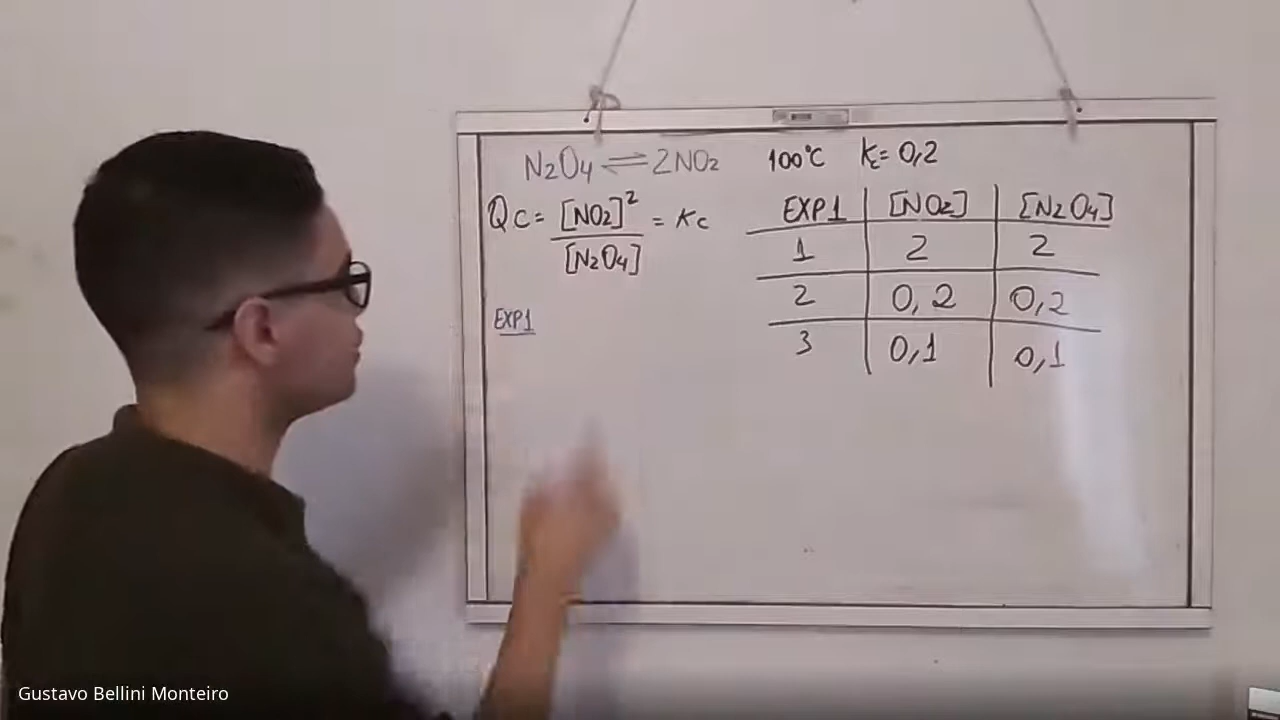 N₂O₄ ⇌ 2NO₂ 100°C Kc= 0,2
Qc= [NO₂]² / [N₂O₄] = Kc
EXP1 [NO₂] [N₂O₄]
1 2 2
2 0,2 0,2
3 0,1 0,1
EXP1
Gustavo Bellini Monteiro